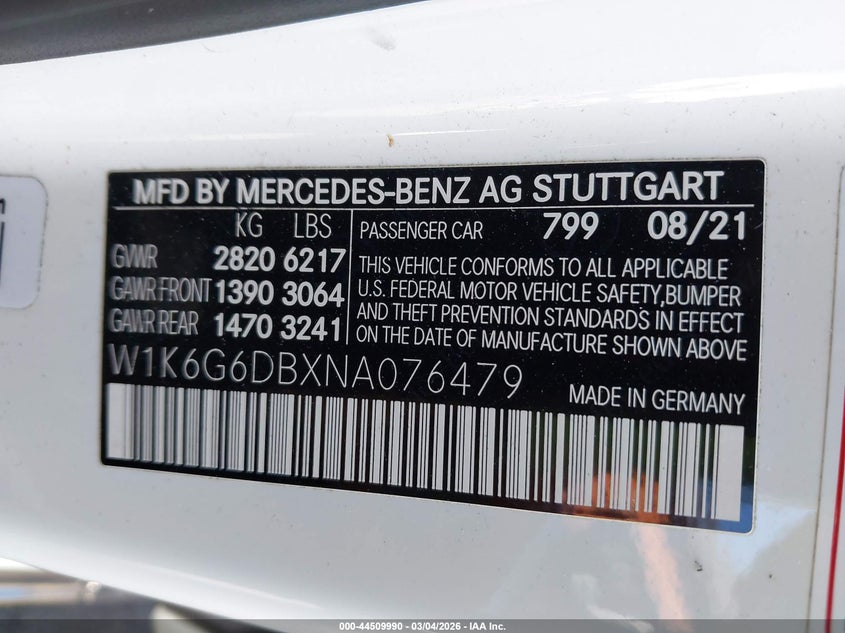 MFD BY MERCEDES-BENZ AG STUTTGART
KG LBS
GVWR 2820 6217
GAWR FRONT 1390 3064
GAWR REAR 1470 3241
PASSENGER CAR 799 08/21
THIS VEHICLE CONFORMS TO ALL APPLICABLE
U.S. FEDERAL MOTOR VEHICLE SAFETY, BUMPER
AND THEFT PREVENTION STANDARDS IN EFFECT
ON THE DATE OF MANUFACTURE SHOWN ABOVE
W1K6G6DBXNA076479
MADE IN GERMANY
000-44509990 — 03/04/2026 — IAA Inc.